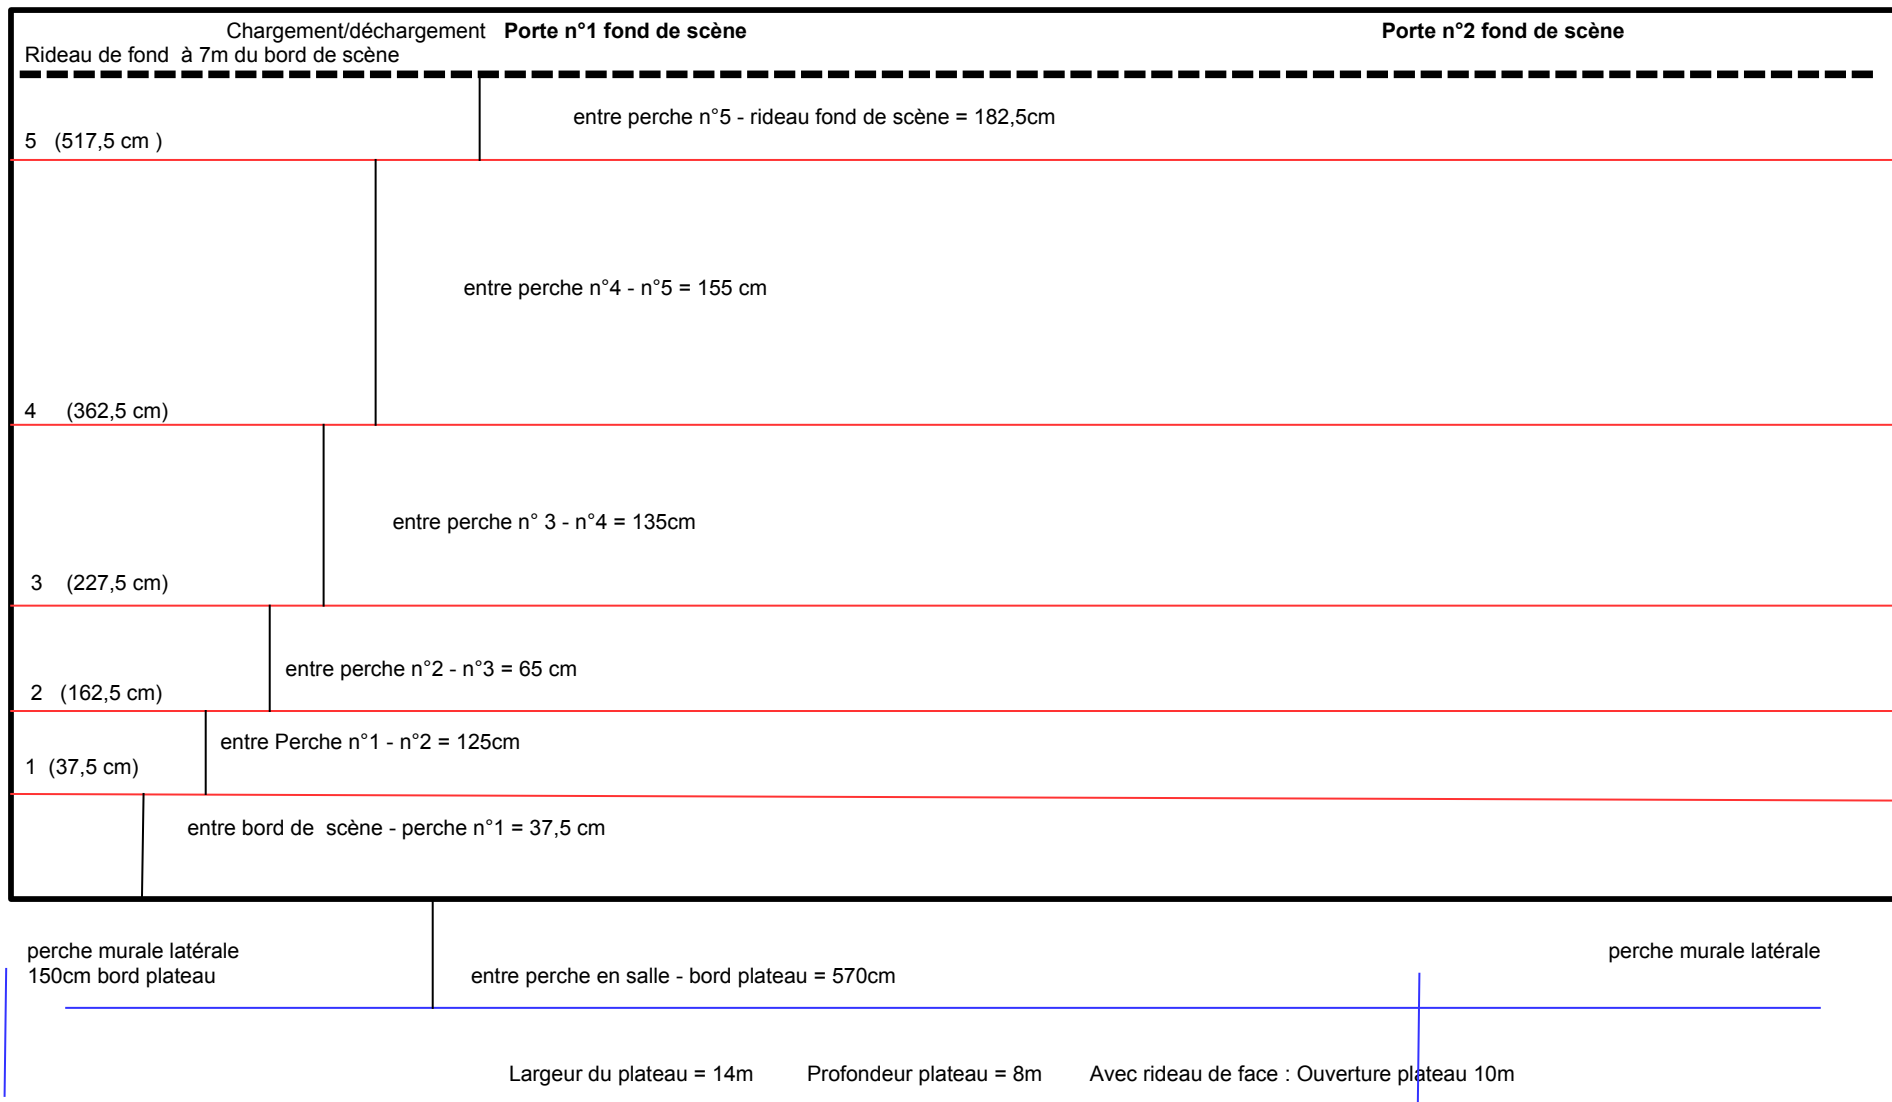 Chargement/déchargement Porte n°1 fond de scène Porte n°2 fond de scène
Rideau de fond à 7m du bord de scène
entre perche n°5 - rideau fond de scène = 182,5cm
5 (517,5 cm )
entre perche n°4 - n°5 = 155 cm
4 (362,5 cm)
entre perche n° 3 - n°4 = 135cm
3 (227,5 cm)
entre perche n°2 - n°3 = 65 cm
2 (162,5 cm)
entre Perche n°1 - n°2 = 125cm
1 (37,5 cm)
entre bord de scène - perche n°1 = 37,5 cm
perche murale latérale perche murale latérale
150cm bord plateau entre perche en salle - bord plateau = 570cm
Largeur du plateau = 14m Profondeur plateau = 8m Avec rideau de face : Ouverture plateau 10m